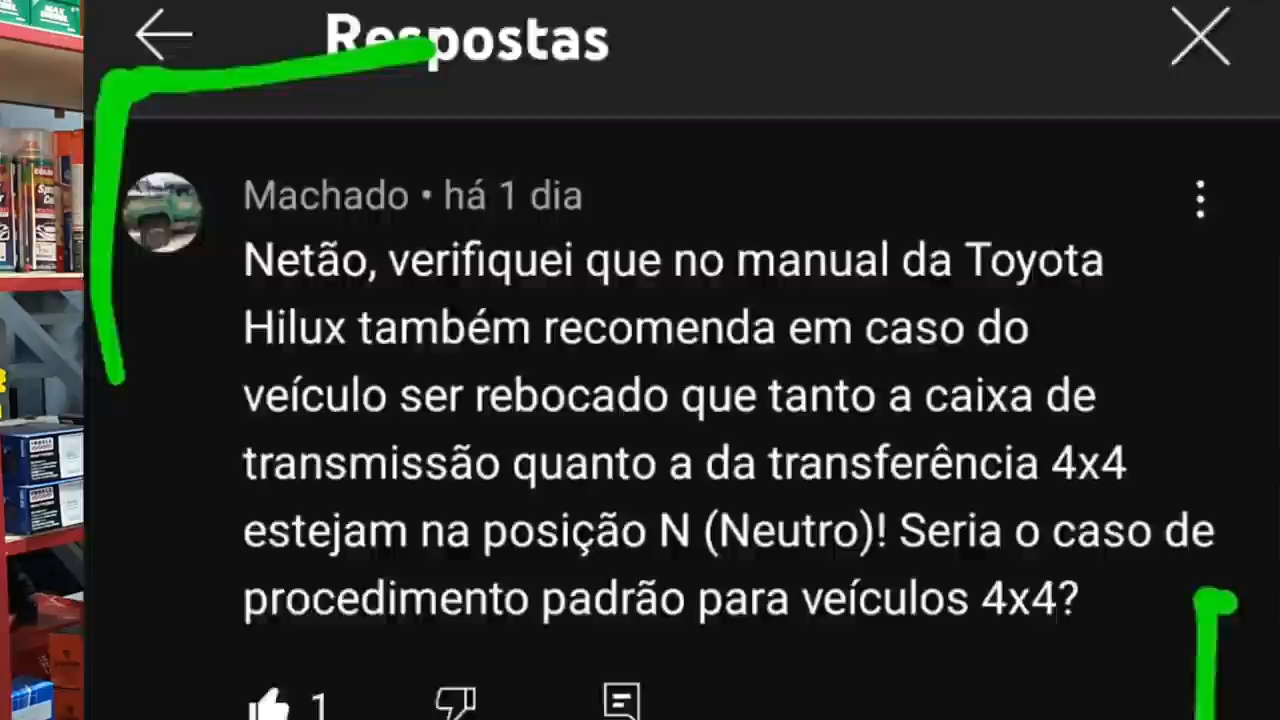 Respostas
Machado • há 1 dia
Netão, verifiquei que no manual da Toyota
Hilux também recomenda em caso do
veículo ser rebocado que tanto a caixa de
transmissão quanto a da transferência 4x4
estejam na posição N (Neutro)! Seria o caso de
procedimento padrão para veículos 4x4?
1